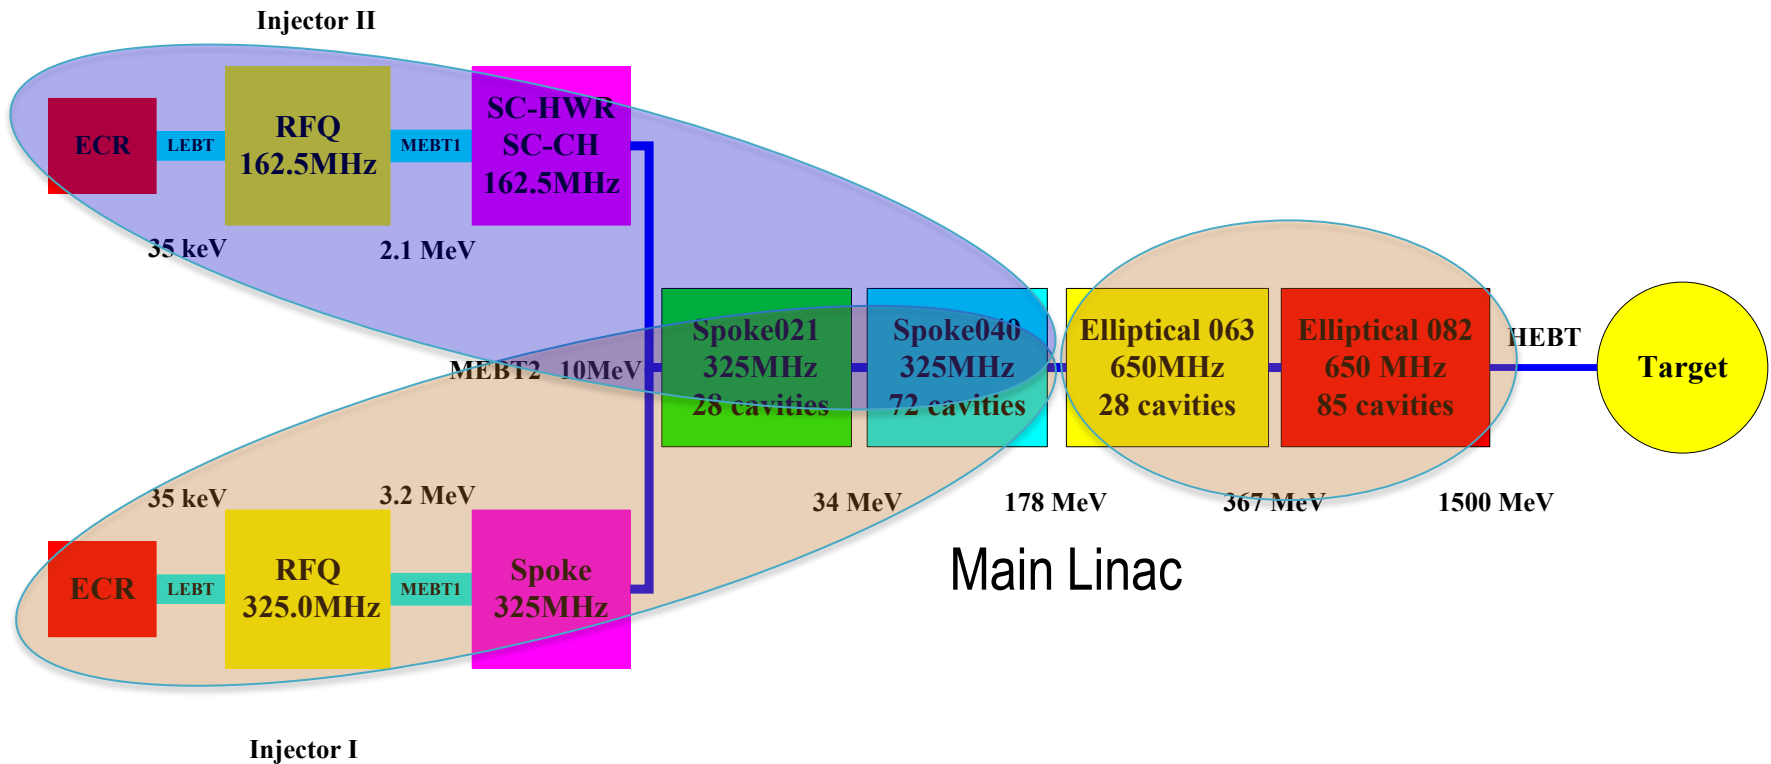 Injector II
ECR
LEBT
RFQ
162.5MHz
MEBT1
SC-HWR
SC-CH
162.5MHz
35 keV
2.1 MeV
MEBT2
10MeV
Spoke021
325MHz
28 cavities
Spoke040
325MHz
72 cavities
Elliptical 063
650MHz
28 cavities
Elliptical 082
650 MHz
85 cavities
HEBT
Target
35 keV
3.2 MeV
34 MeV
178 MeV
367 MeV
1500 MeV
Main Linac
ECR
LEBT
RFQ
325.0MHz
MEBT1
Spoke
325MHz
Injector I